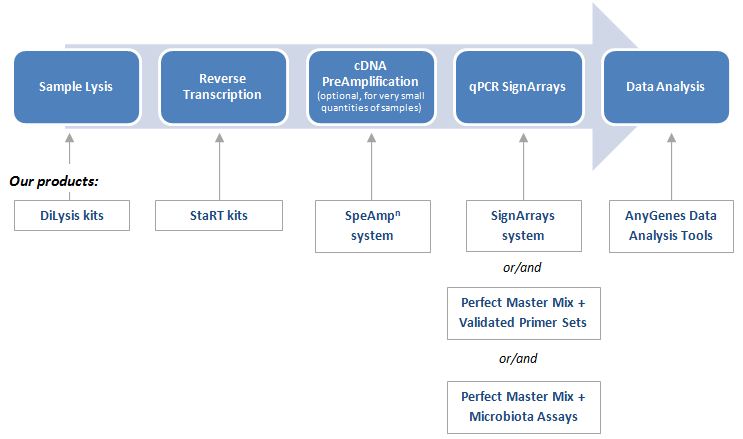 Sample Lysis
Reverse
Transcription
cDNA
PreAmplification
(optional, for very small
quantities of samples)
qPCR SignArrays
Data Analysis
Our products:
DiLysis kits
StaRT kits
SpeAmpⁿ
system
SignArrays
system
or/and
Perfect Master Mix +
Validated Primer Sets
or/and
Perfect Master Mix +
Microbiota Assays
AnyGenes Data
Analysis Tools